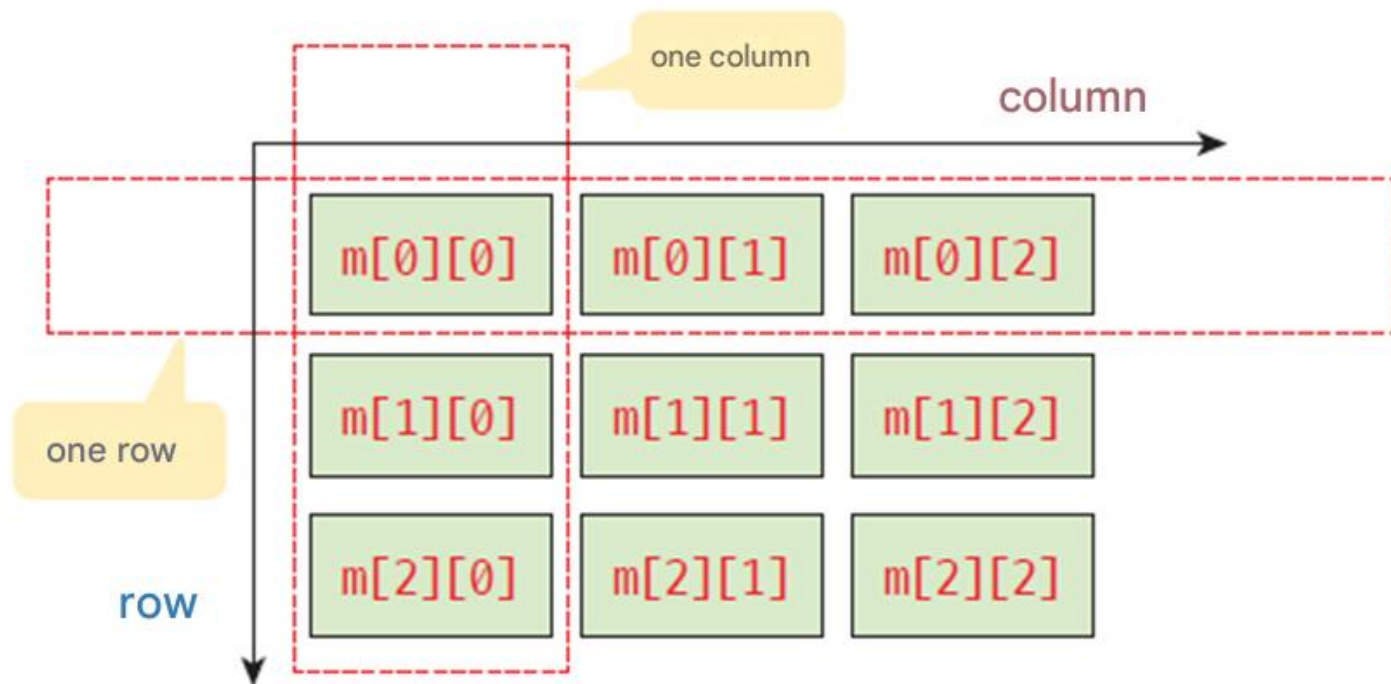 one column
column
m[0][0] m[0][1] m[0][2]
m[1][0] m[1][1] m[1][2]
one row
m[2][0] m[2][1] m[2][2]
row